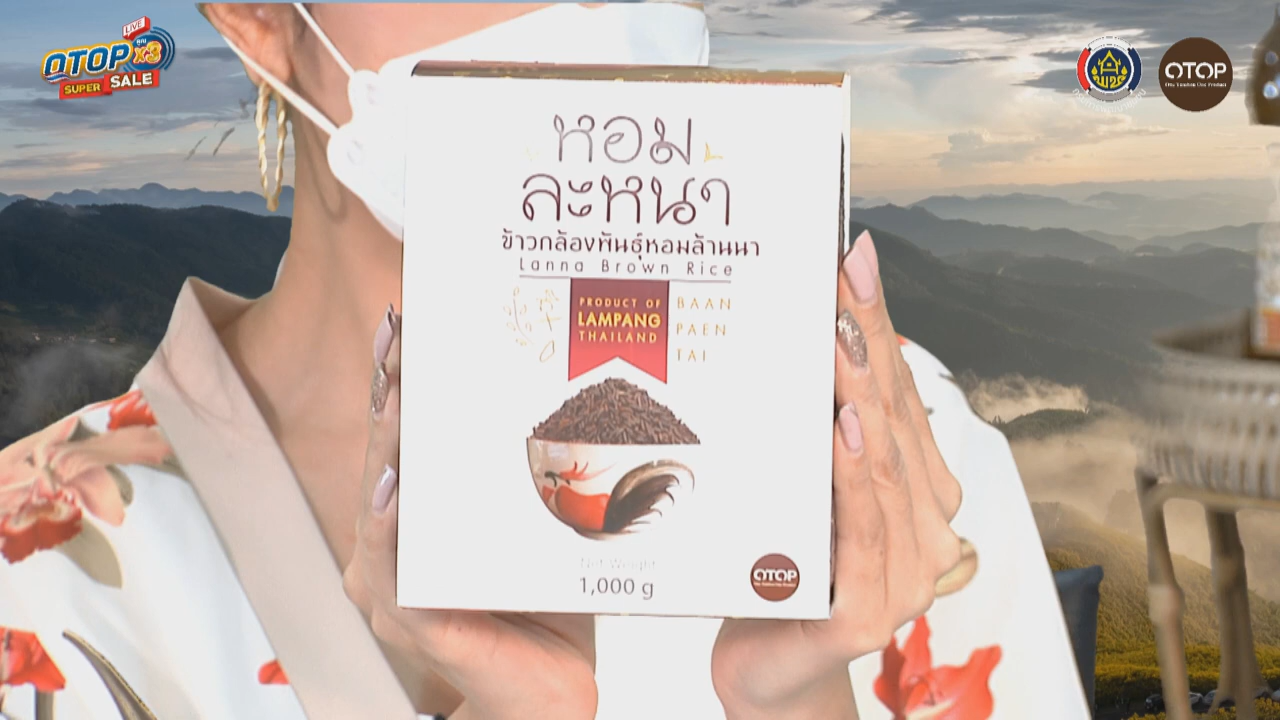 LIVE
OTOP คูณ x3
SUPER SALE
OTOP
หอม
ละหนา
ข้าวกล้องพันธุ์หอมล้านนา
Lanna Brown Rice
PRODUCT OF
LAMPANG
THAILAND
BAAN
PAEN
TAI
Net Weight
1,000 g
OTOP